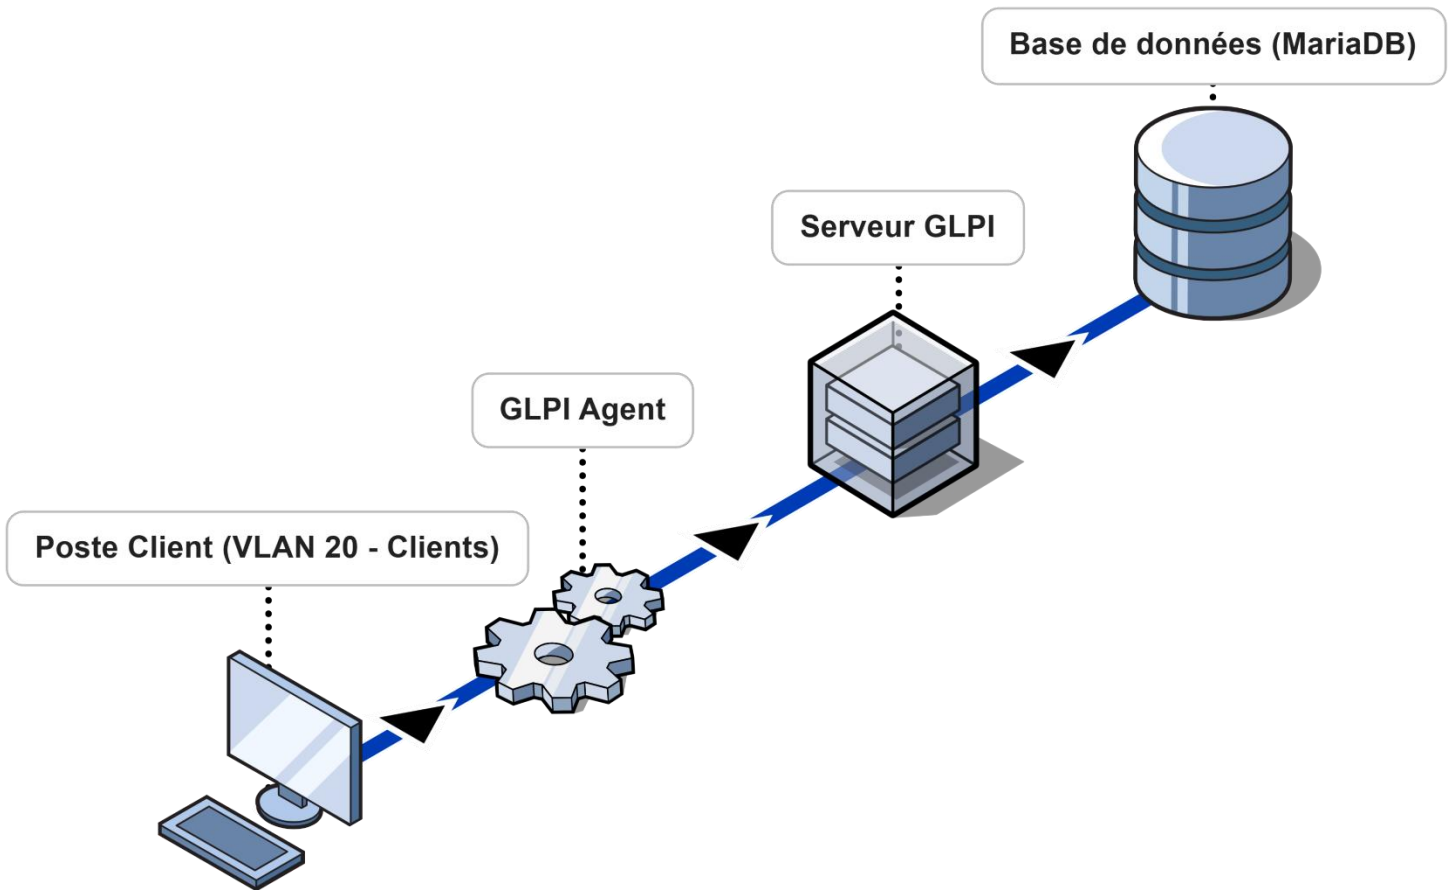 Base de données (MariaDB)
Serveur GLPI
GLPI Agent
Poste Client (VLAN 20 - Clients)